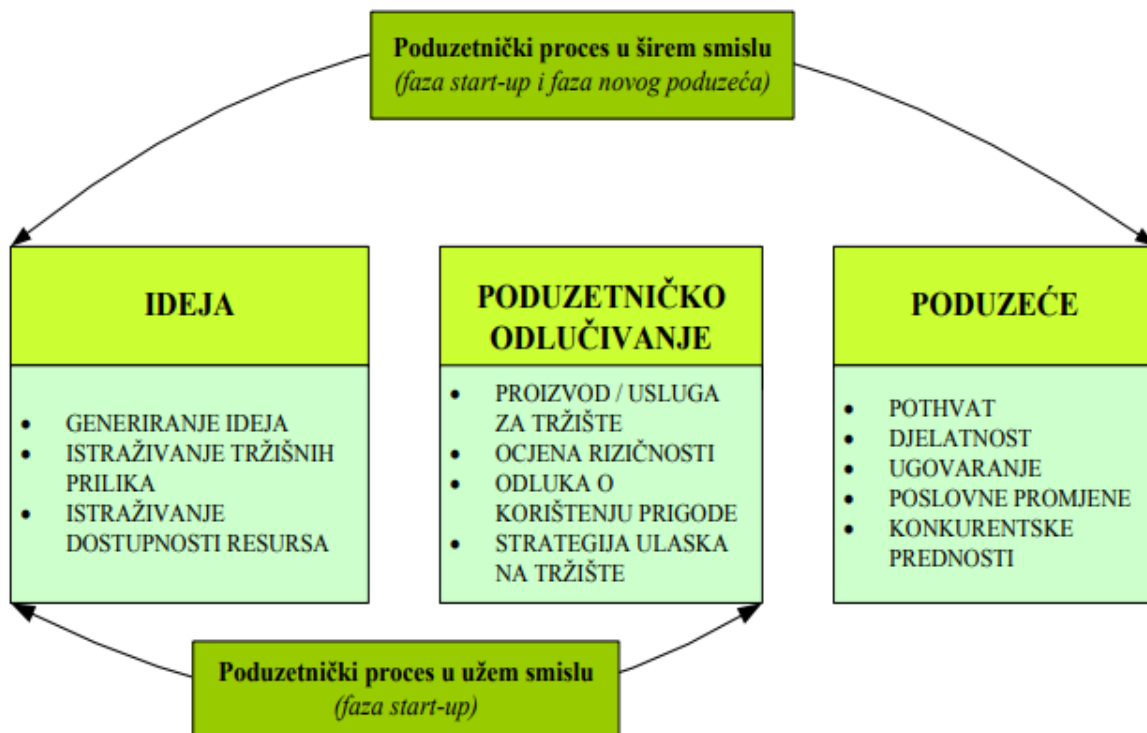 Poduzetnički proces u širem smislu
(faza start-up i faza novog poduzeća)
IDEJA
• GENERIRANJE IDEJA
• ISTRAŽIVANJE TRŽIŠNIH
PRILIKA
• ISTRAŽIVANJE
DOSTUPNOSTI RESURSA
PODUZETNIČKO
ODLUČIVANJE
• PROIZVOD / USLUGA
ZA TRŽIŠTE
• OCJENA RIZIČNOSTI
• ODLUKA O
KORIŠTENJU PRIGODE
• STRATEGIJA ULASKA
NA TRŽIŠTE
PODUZEĆE
• POTHVAT
• DJELATNOST
• UGOVARANJE
• POSLOVNE PROMJENE
• KONKURENTSKE
PREDNOSTI
Poduzetnički proces u užem smislu
(faza start-up)